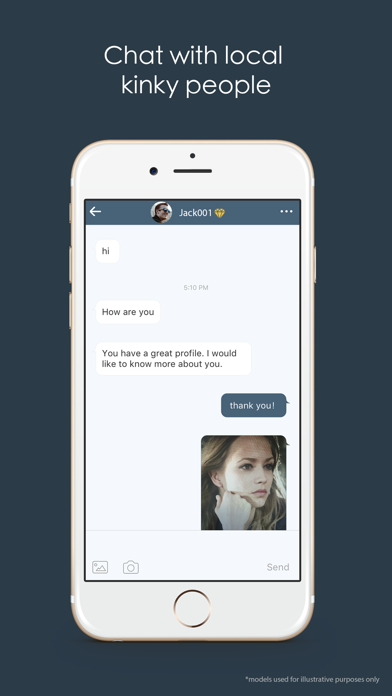 Chat with local
kinky people
Jack001
hi
5:10 PM
How are you
You have a great profile. I would
like to know more about you.
thank you!
Send
*models used for illustrative purposes only